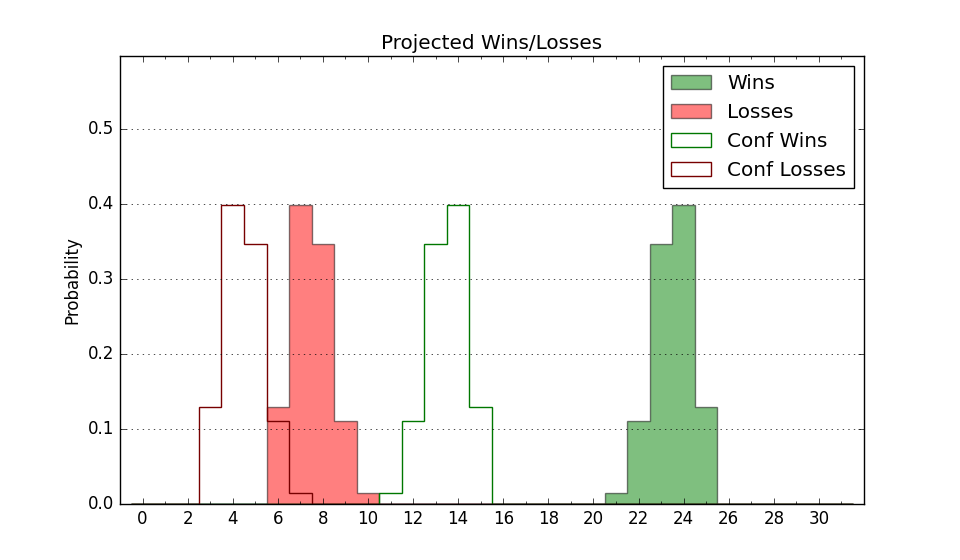 Projected Wins/Losses
Wins
Losses
Conf Wins
Conf Losses
Probability
0.5
0.4
0.3
0.2
0.1
0.0
0 2 4 6 8 10 12 14 16 18 20 22 24 26 28 30